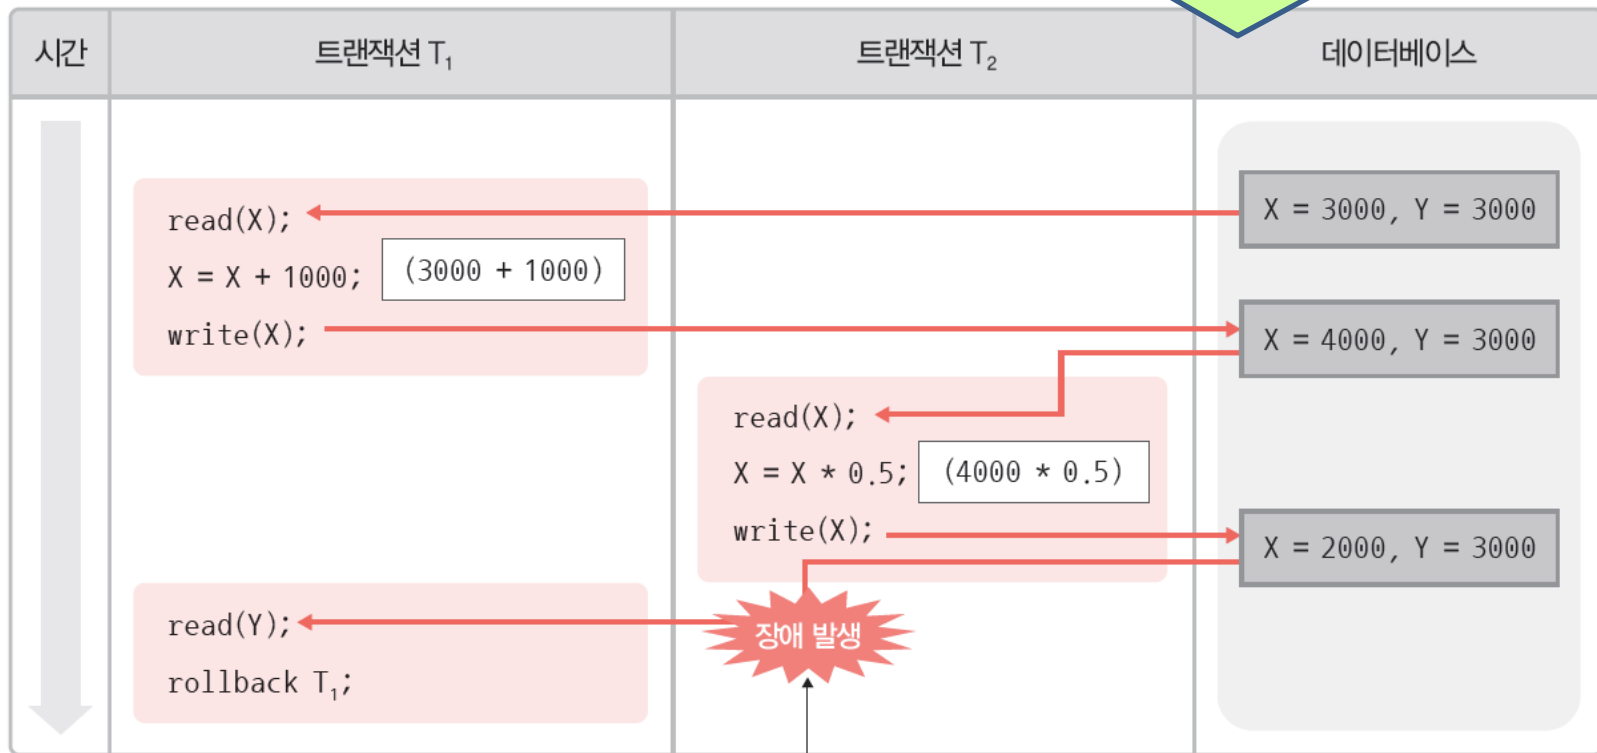 시간
트랜잭션 T₁
트랜잭션 T₂
데이터베이스
X = 3000, Y = 3000
read(X);
X = X + 1000;
(3000 + 1000)
write(X);
X = 4000, Y = 3000
read(X);
X = X * 0.5;
(4000 * 0.5)
write(X);
X = 2000, Y = 3000
read(Y);
장애 발생
rollback T₁;